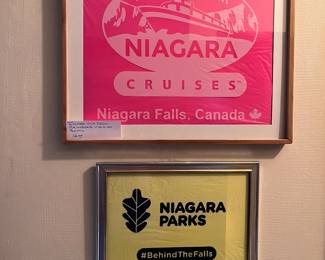 NIAGARA
CRUISES
Niagara Falls, Canada
NIAGARA
PARKS
#BehindTheFalls